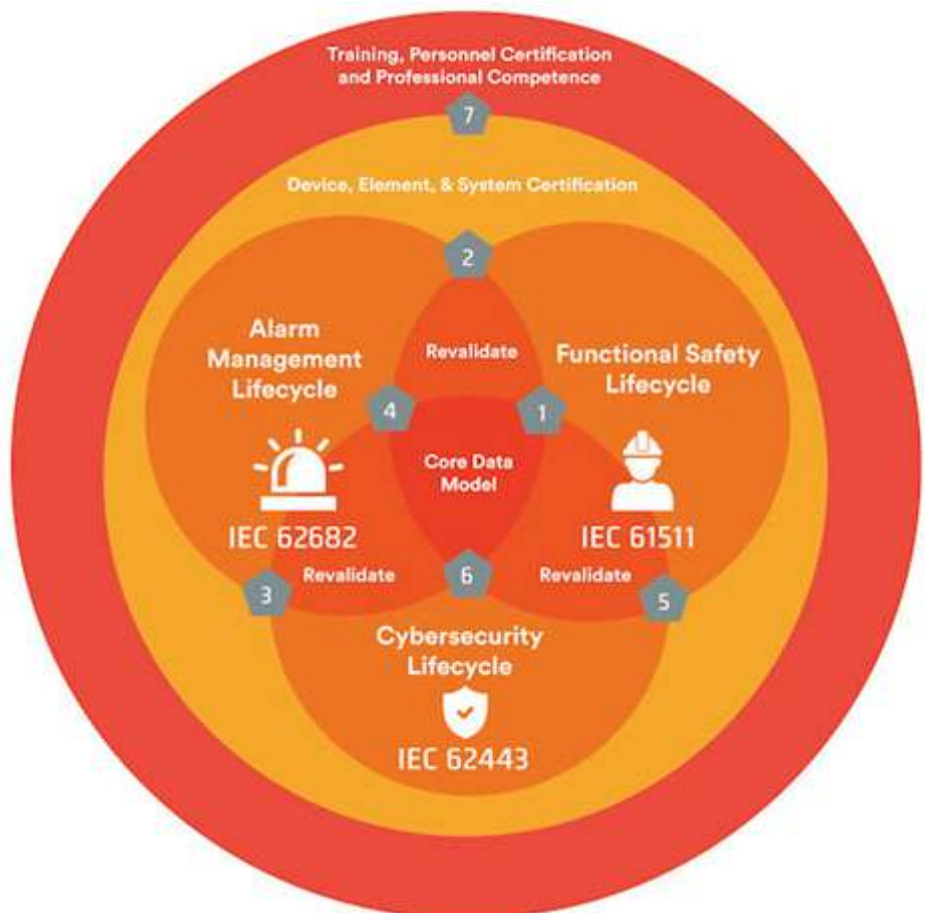 Training, Personnel Certification
and Professional Competence
7
Device, Element, & System Certification
2
Alarm
Management
Lifecycle
Revalidate
Functional Safety
Lifecycle
4
1
Core Data
Model
IEC 62682
IEC 61511
Revalidate
6
Revalidate
3
5
Cybersecurity
Lifecycle
IEC 62443